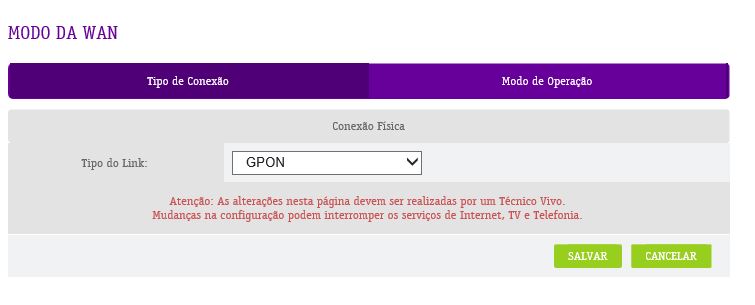 MODO DA WAN
Tipo de Conexão
Modo de Operação
Conexão Física
Tipo do Link:
GPON
Atenção: As alterações nesta página devem ser realizadas por um Técnico Vivo.
Mudanças na configuração podem interromper os serviços de Internet, TV e Telefonia.
SALVAR
CANCELAR